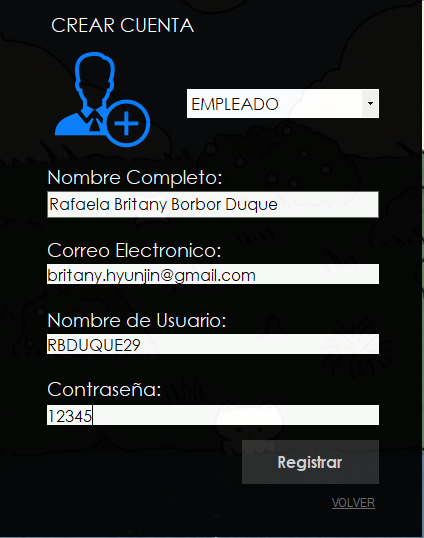 CREAR CUENTA
EMPLEADO
Nombre Completo:
Rafaela Britany Borbor Duque
Correo Electronico:
britany.hyunjin@gmail.com
Nombre de Usuario:
RBDUQUE29
Contraseña:
12345
Registrar
VOLVER